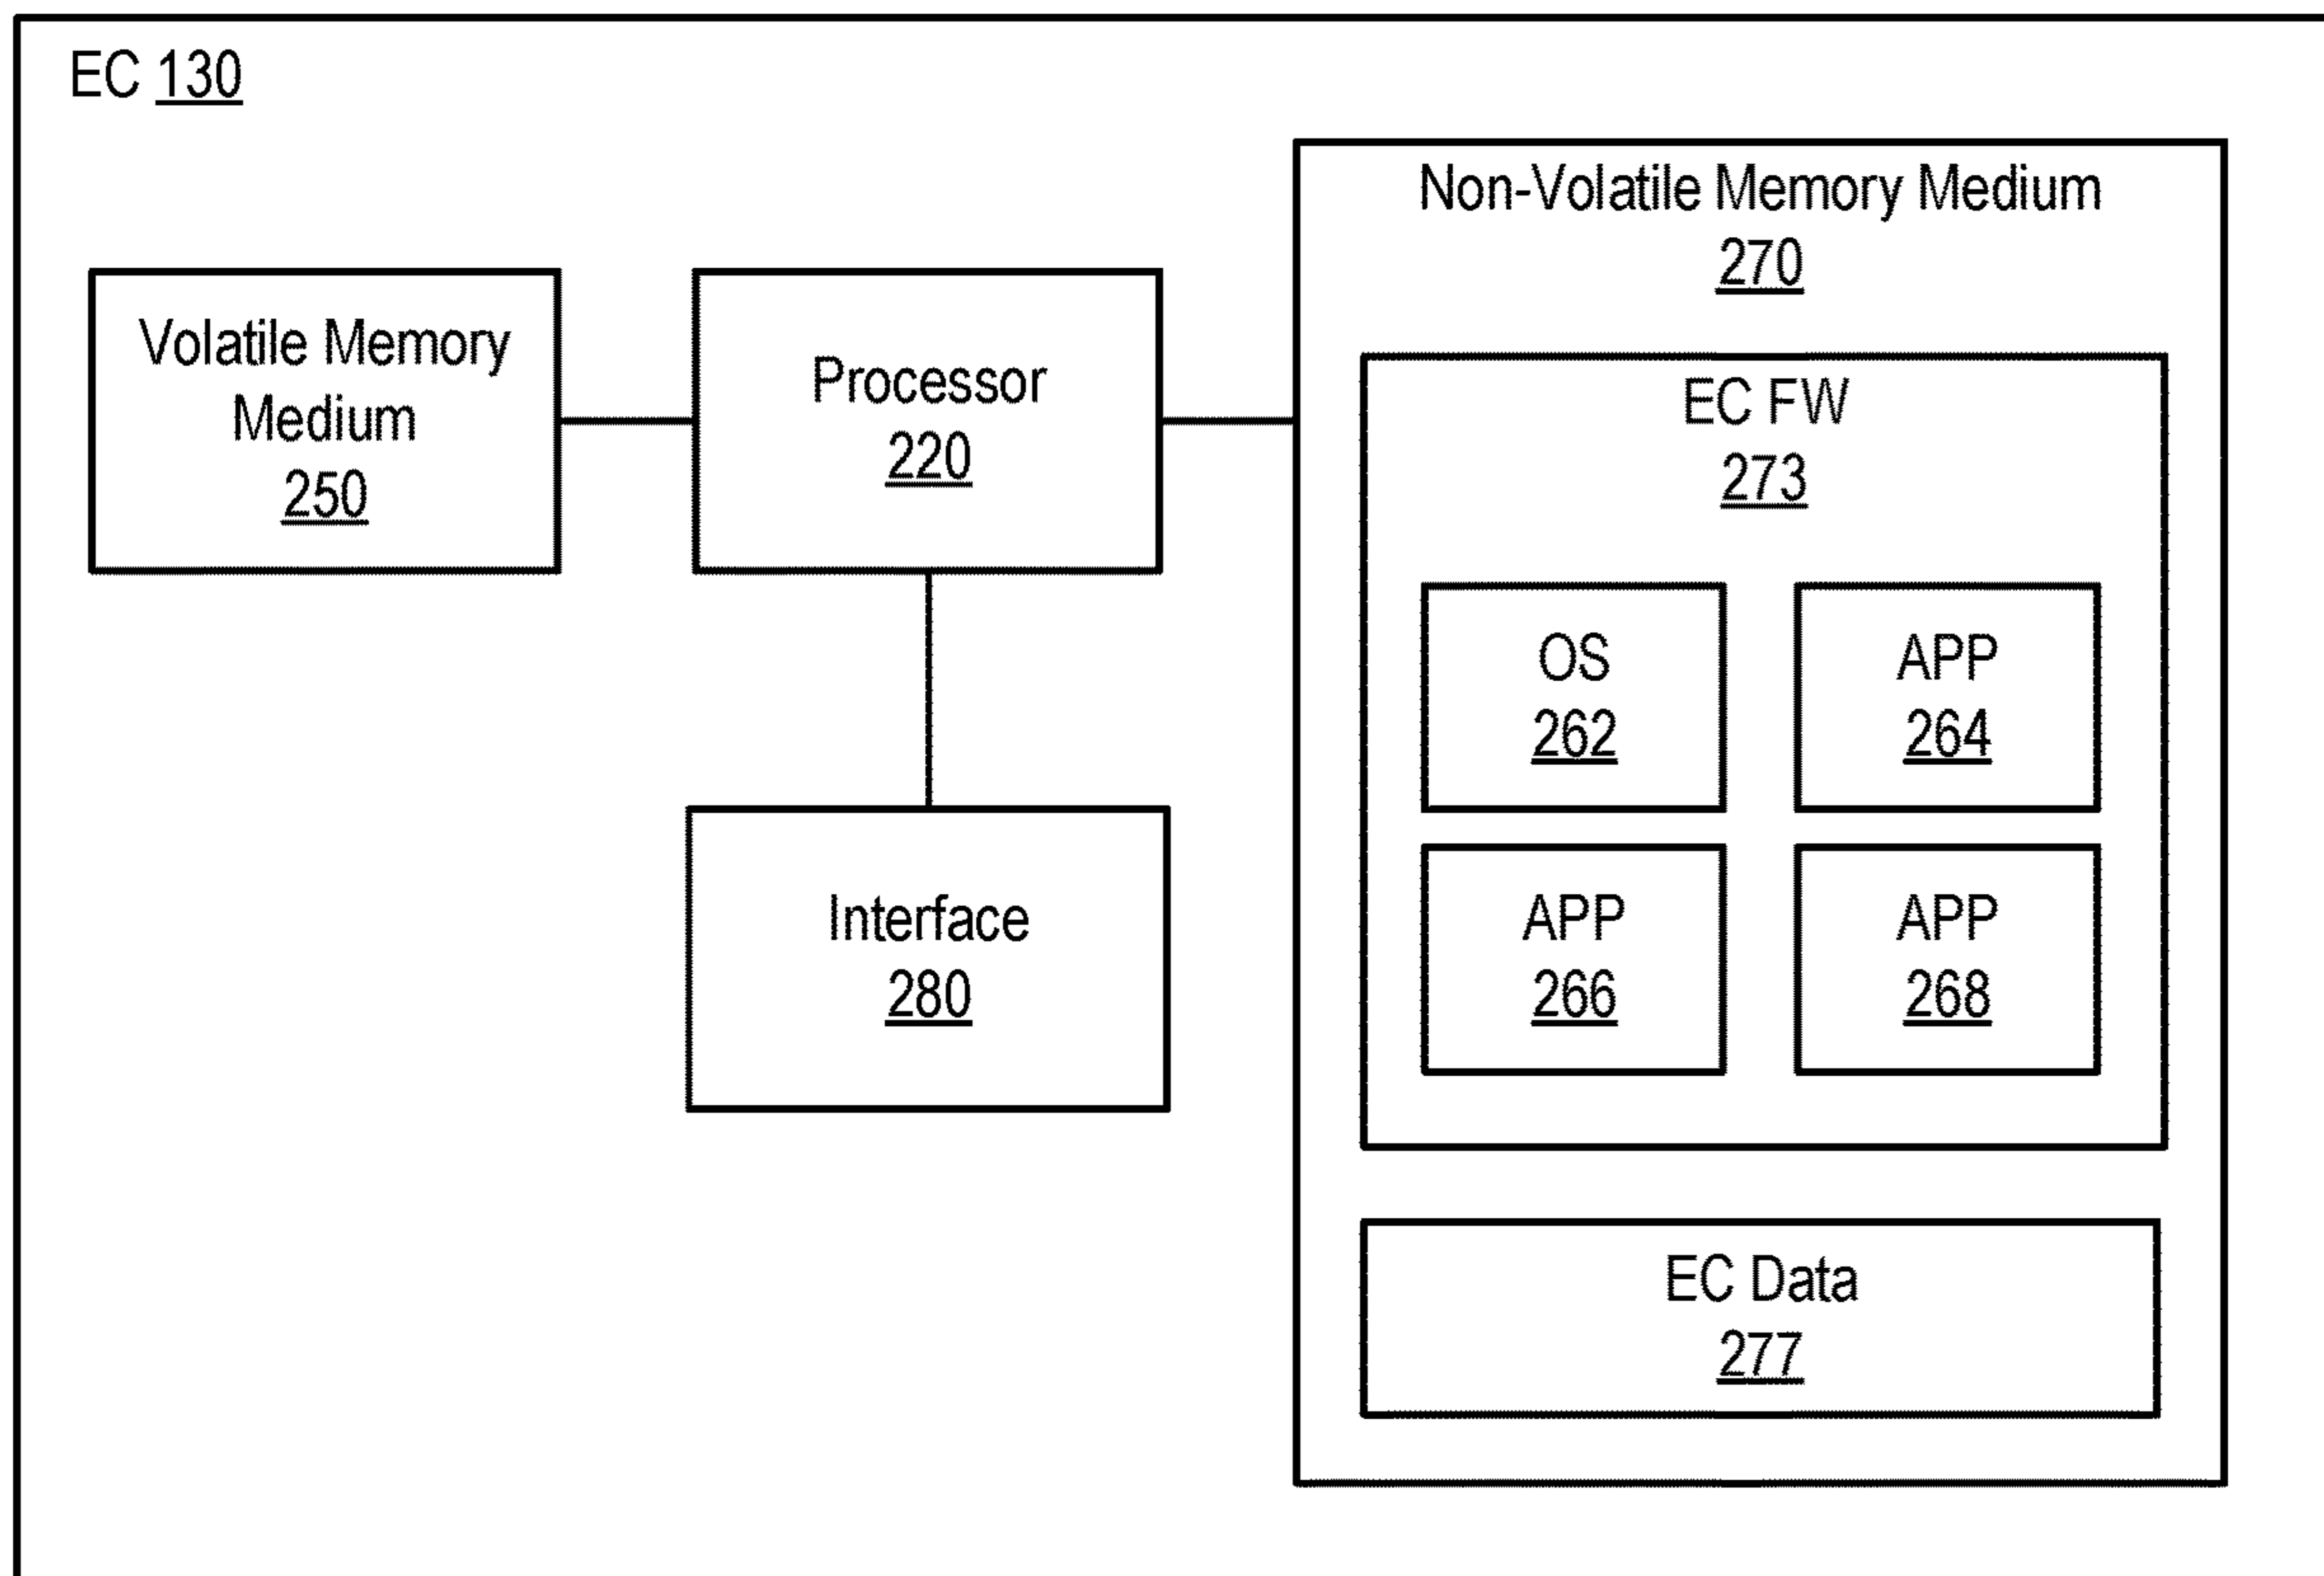 EC 130
Volatile Memory
Medium
250
Processor
220
Interface
280
Non-Volatile Memory Medium
270
EC FW
273
OS
262
APP
264
APP
266
APP
268
EC Data
277